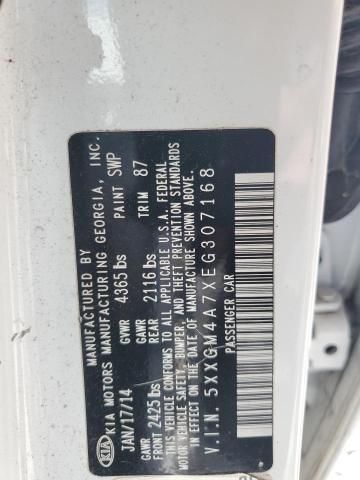 KIA
MANUFACTURED BY
KIA MOTORS MANUFACTURING GEORGIA, INC.
JAN/17/14 GVWR 4365 lbs PAINT SWP
GAWR FRONT 2425 lbs GAWR REAR 2116 lbs TRIM 87
THIS VEHICLE CONFORMS TO ALL APPLICABLE U.S.A. FEDERAL
MOTOR VEHICLE SAFETY, BUMPER, AND THEFT PREVENTION STANDARDS
IN EFFECT ON THE DATE OF MANUFACTURE SHOWN ABOVE.
V.I.N. 5XXGM4A7XEG307168
PASSENGER CAR